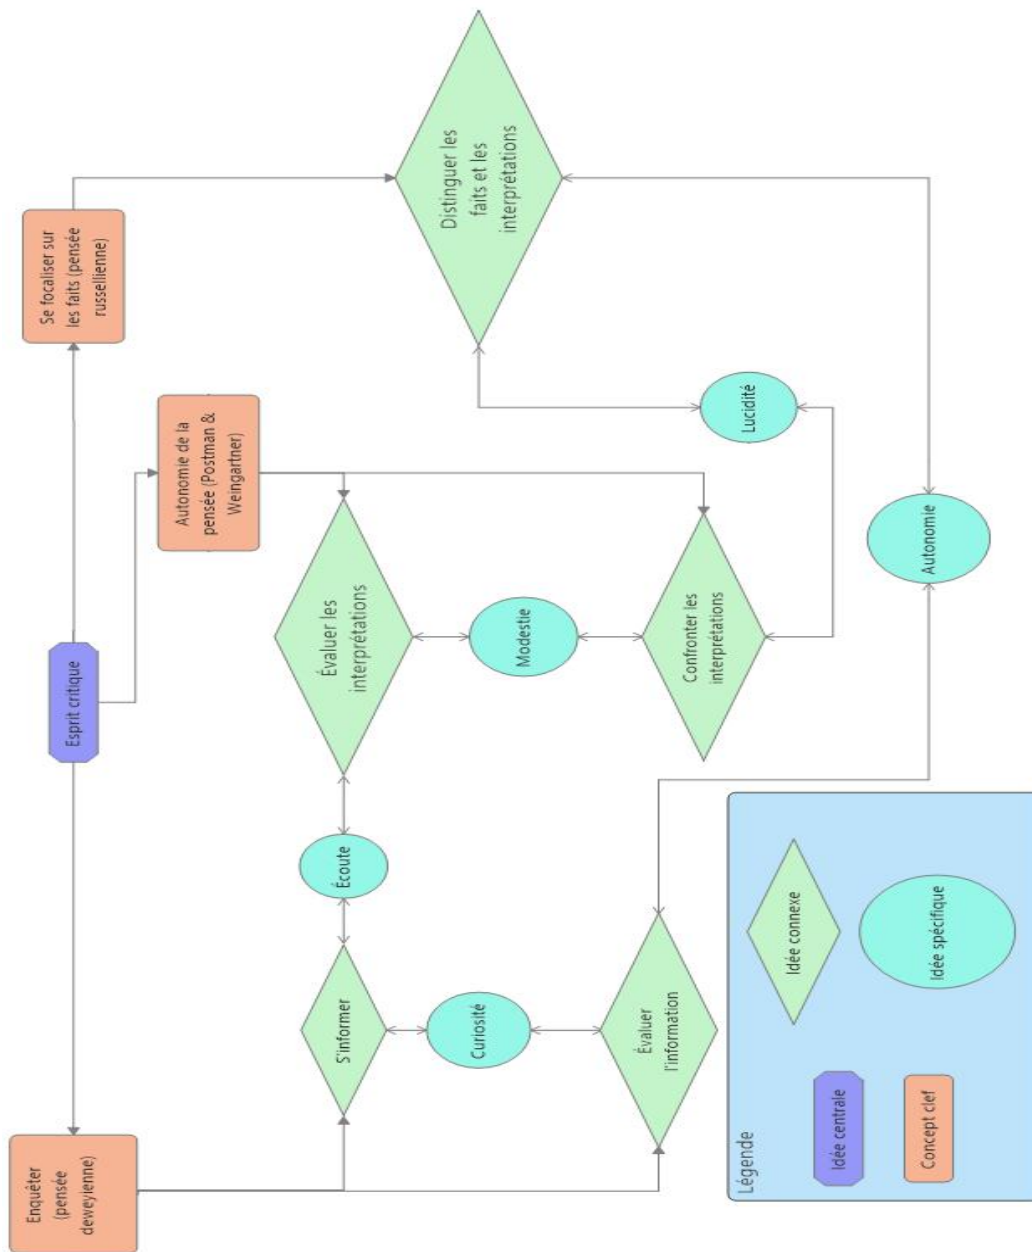 Esprit critique
Enquêter
(pensée
deweyienne)
Autonomie de la
pensée (Postman &
Weingartner)
Se focaliser sur
les faits (pensée
russellienne)
S'informer
Écoute
Évaluer les
interprétations
Curiosité
Modestie
Évaluer
l'information
Confronter les
interprétations
Lucidité
Distinguer les
faits et les
interprétations
Autonomie
Légende
Idée centrale
Idée connexe
Concept clef
Idée spécifique